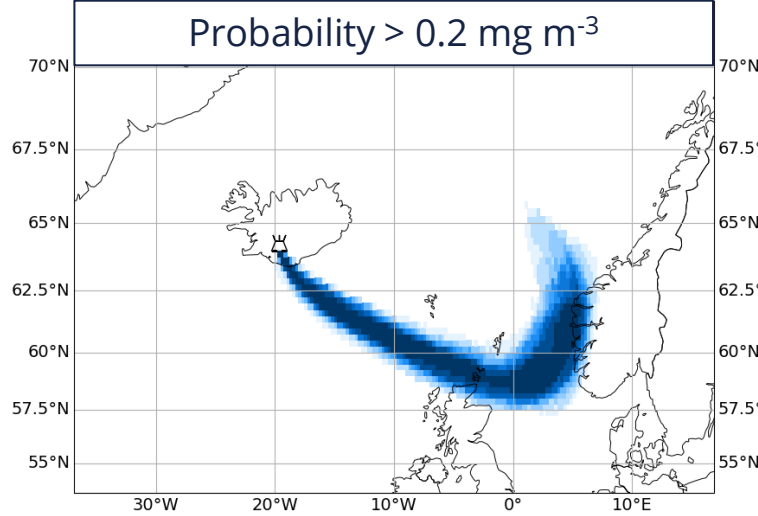 Probability > 0.2 mg m-3
70°N 70°N
67.5°N 67.5°N
65°N 65°N
62.5°N 62.5°N
60°N 60°N
57.5°N 57.5°N
55°N 55°N
30°W 20°W 10°W 0° 10°E